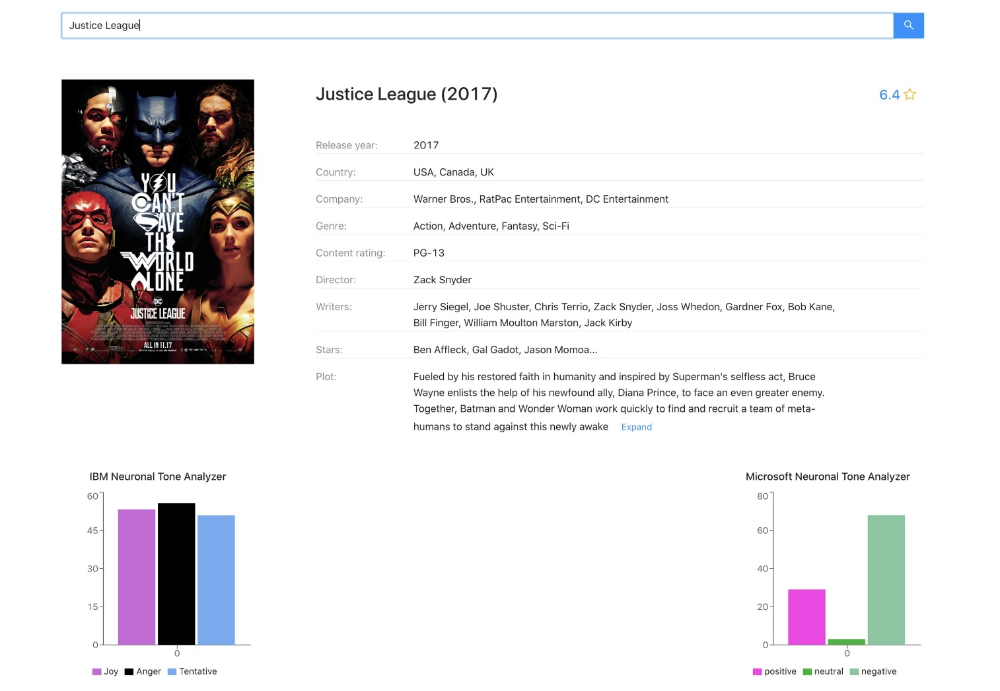 Justice League
Justice League (2017)
6.4
Release year: 2017
Country: USA, Canada, UK
Company: Warner Bros., RatPac Entertainment, DC Entertainment
Genre: Action, Adventure, Fantasy, Sci-Fi
Content rating: PG-13
Director: Zack Snyder
Writers: Jerry Siegel, Joe Shuster, Chris Terrio, Zack Snyder, Joss Whedon, Gardner Fox, Bob Kane,
Bill Finger, William Moulton Marston, Jack Kirby
Stars: Ben Affleck, Gal Gadot, Jason Momoa...
Plot: Fueled by his restored faith in humanity and inspired by Superman's selfless act, Bruce
Wayne enlists the help of his newfound ally, Diana Prince, to face an even greater enemy.
Together, Batman and Wonder Woman work quickly to find and recruit a team of meta-
humans to stand against this newly awake Expand
YOU
CAN'T
SAVE
THE
WORLD
ALONE
DC
JUSTICE LEAGUE
ALL IN 11.17
IBM Neuronal Tone Analyzer
60
45
30
15
0
0
Joy Anger Tentative
Microsoft Neuronal Tone Analyzer
80
60
40
20
0
0
positive neutral negative